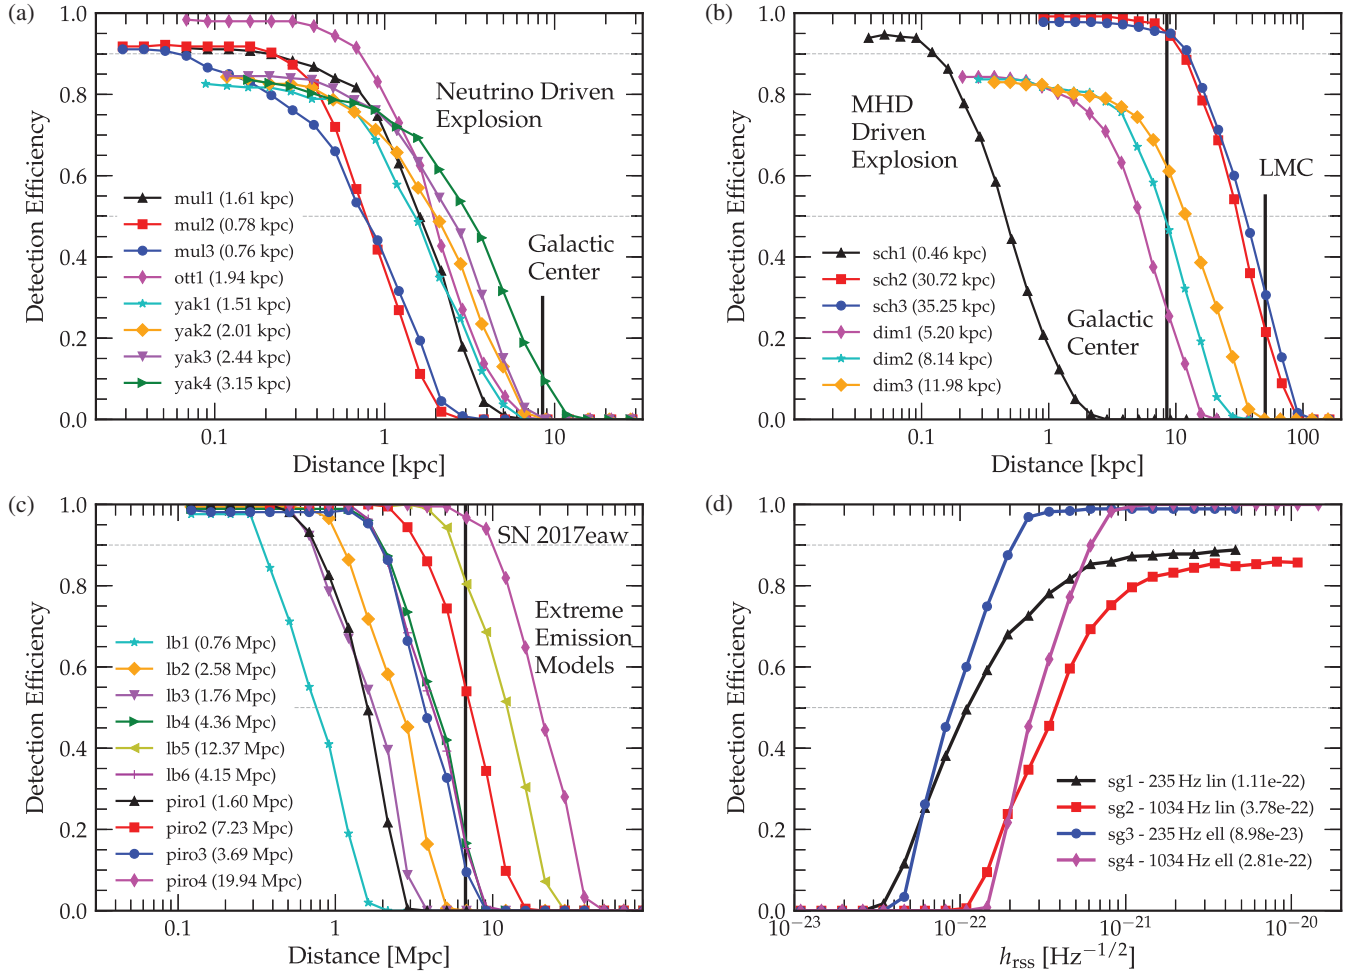 (a)
1.0
0.8
0.6
0.4
0.2
0.0
Detection Efficiency
Neutrino Driven
Explosion
mul1 (1.61 kpc)
mul2 (0.78 kpc)
mul3 (0.76 kpc)
ott1 (1.94 kpc)
yak1 (1.51 kpc)
yak2 (2.01 kpc)
yak3 (2.44 kpc)
yak4 (3.15 kpc)
Galactic
Center
0.1 1 10
Distance [kpc]
(b)
1.0
0.8
0.6
0.4
0.2
0.0
Detection Efficiency
MHD
Driven
Explosion
LMC
sch1 (0.46 kpc)
sch2 (30.72 kpc)
sch3 (35.25 kpc)
dim1 (5.20 kpc)
dim2 (8.14 kpc)
dim3 (11.98 kpc)
Galactic
Center
0.1 1 10 100
Distance [kpc]
(c)
1.0
0.8
0.6
0.4
0.2
0.0
Detection Efficiency
SN 2017eaw
Extreme
Emission
Models
lb1 (0.76 Mpc)
lb2 (2.58 Mpc)
lb3 (1.76 Mpc)
lb4 (4.36 Mpc)
lb5 (12.37 Mpc)
lb6 (4.15 Mpc)
piro1 (1.60 Mpc)
piro2 (7.23 Mpc)
piro3 (3.69 Mpc)
piro4 (19.94 Mpc)
0.1 1 10
Distance [Mpc]
(d)
1.0
0.8
0.6
0.4
0.2
0.0
Detection Efficiency
sg1 - 235 Hz lin (1.11e-22)
sg2 - 1034 Hz lin (3.78e-22)
sg3 - 235 Hz ell (8.98e-23)
sg4 - 1034 Hz ell (2.81e-22)
10⁻²³ 10⁻²² 10⁻²¹ 10⁻²⁰
h_rss [Hz⁻¹/²]